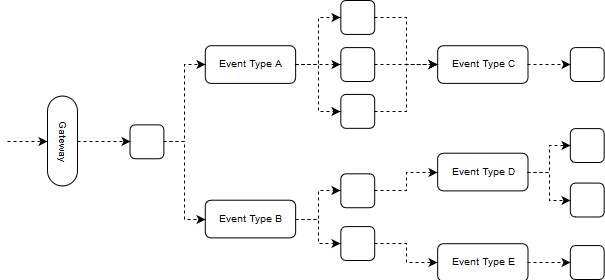 Gateway
Event Type A
Event Type B
Event Type C
Event Type D
Event Type E